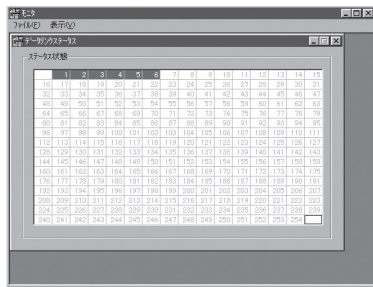 モニタ
ファイル(F) 表示(V)
データリンクステータス
ステータス状態
1 2 3 4 5 6 7 8 9 10 11 12 13 14 15
16 17 18 19 20 21 22 23 24 25 26 27 28 29 30 31
32 33 34 35 36 37 38 39 40 41 42 43 44 45 46 47
48 49 50 51 52 53 54 55 56 57 58 59 60 61 62 63
64 65 66 67 68 69 70 71 72 73 74 75 76 77 78 79
80 81 82 83 84 85 86 87 88 89 90 91 92 93 94 95
96 97 98 99 100 101 102 103 104 105 106 107 108 109 110 111
112 113 114 115 116 117 118 119 120 121 122 123 124 125 126 127
128 129 130 131 132 133 134 135 136 137 138 139 140 141 142 143
144 145 146 147 148 149 150 151 152 153 154 155 156 157 158 159
160 161 162 163 164 165 166 167 168 169 170 171 172 173 174 175
176 177 178 179 180 181 182 183 184 185 186 187 188 189 190 191
192 193 194 195 196 197 198 199 200 201 202 203 204 205 206 207
208 209 210 211 212 213 214 215 216 217 218 219 220 221 222 223
224 225 226 227 228 229 230 231 232 233 234 235 236 237 238 239
240 241 242 243 244 245 246 247 248 249 250 251 252 253 254